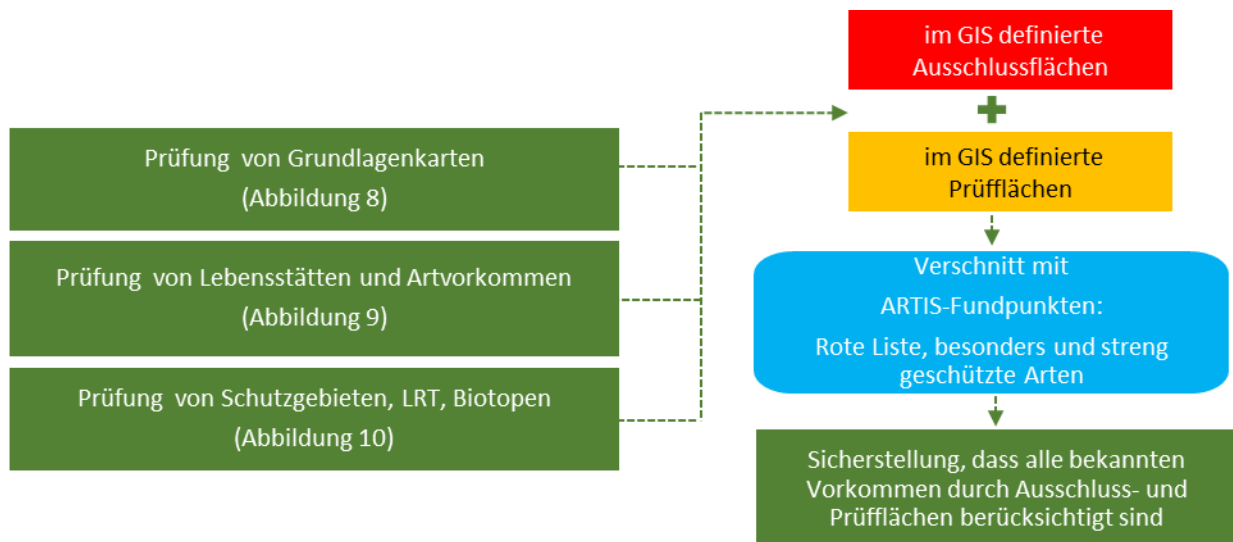 Prüfung von Grundlagenkarten
(Abbildung 8)
Prüfung von Lebensstätten und Artvorkommen
(Abbildung 9)
Prüfung von Schutzgebieten, LRT, Biotopen
(Abbildung 10)
im GIS definierte
Ausschlussflächen
im GIS definierte
Prüfflächen
Verschnitt mit
ARTIS-Fundpunkten:
Rote Liste, besonders und streng
geschützte Arten
Sicherstellung, dass alle bekannten
Vorkommen durch Ausschluss- und
Prüfflächen berücksichtigt sind